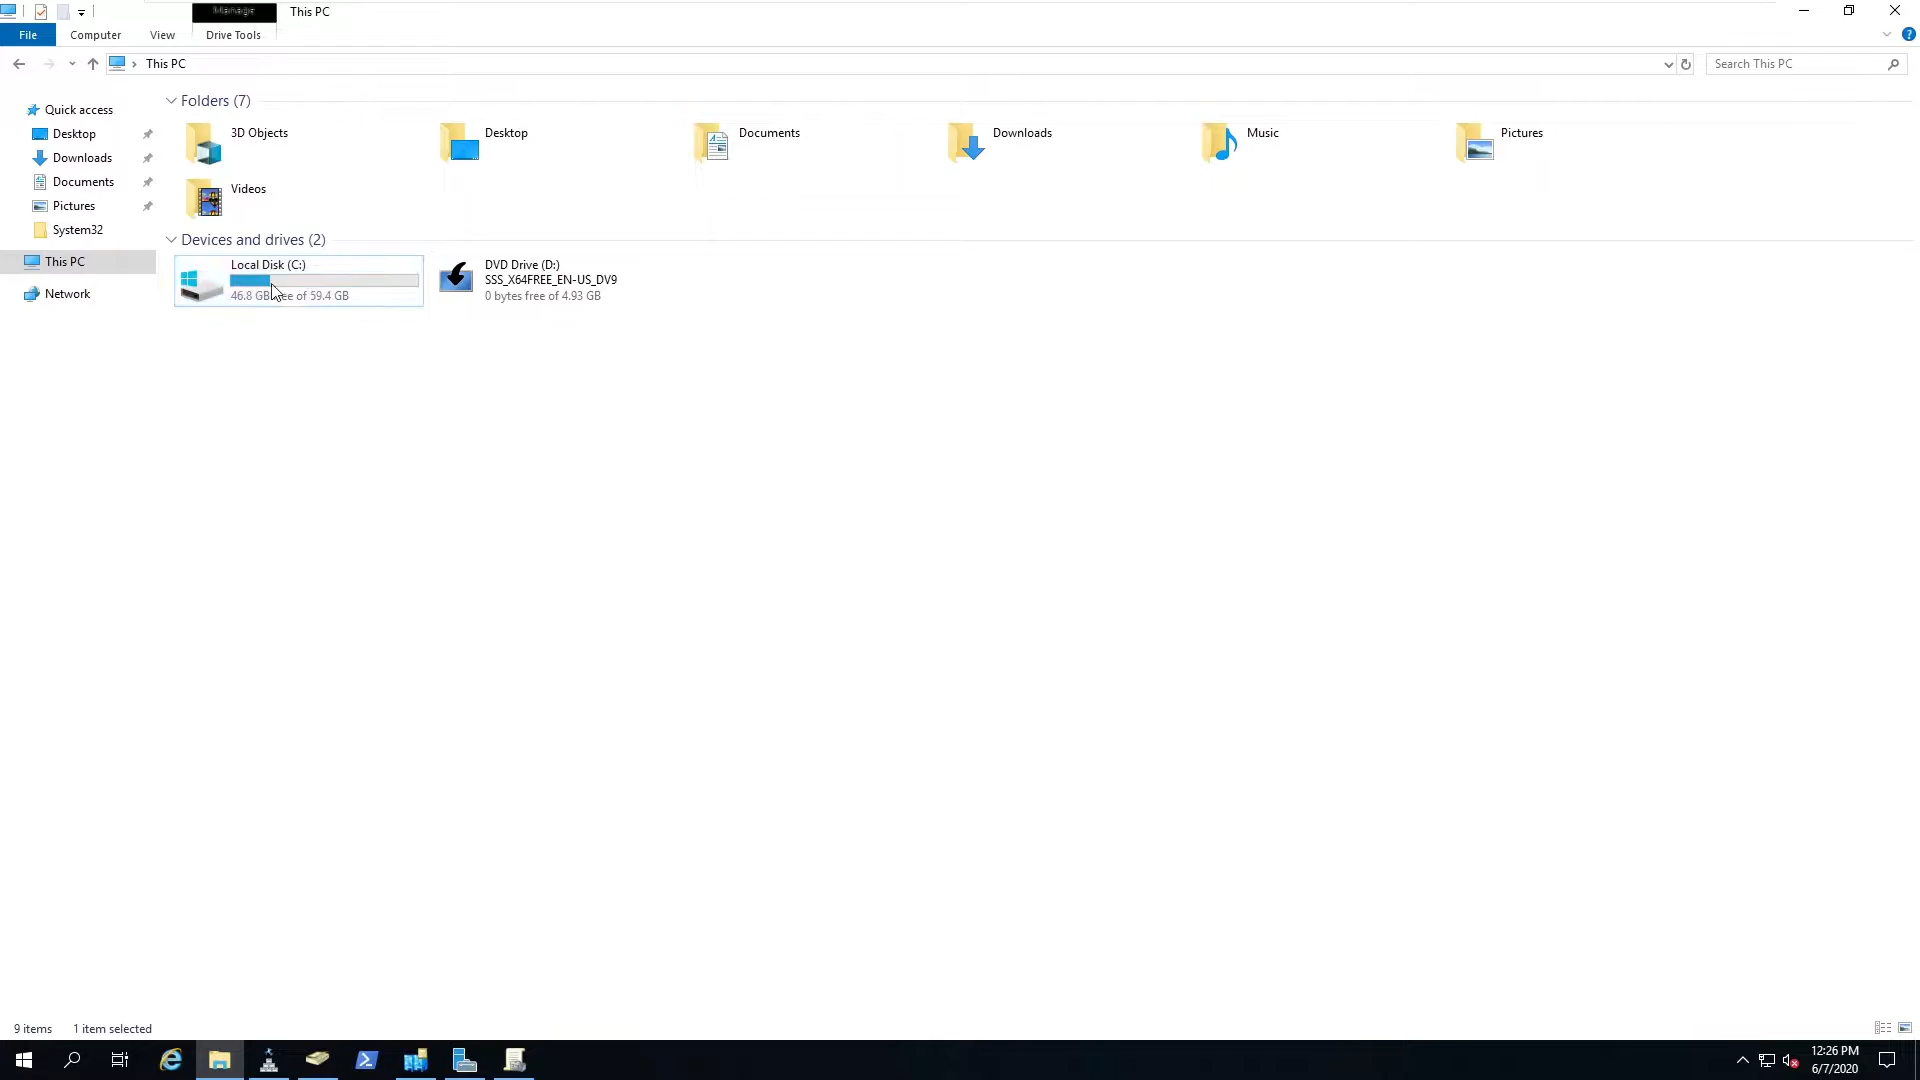 Manage
This PC
File
Computer
View
Drive Tools
This PC
Search This PC
Quick access
Desktop
Downloads
Documents
Pictures
System32
This PC
Network
Folders (7)
3D Objects
Desktop
Documents
Downloads
Music
Pictures
Videos
Devices and drives (2)
Local Disk (C:)
46.8 GB free of 59.4 GB
DVD Drive (D:)
SSS_X64FREE_EN-US_DV9
0 bytes free of 4.93 GB
9 items
1 item selected
12:26 PM
6/7/2020